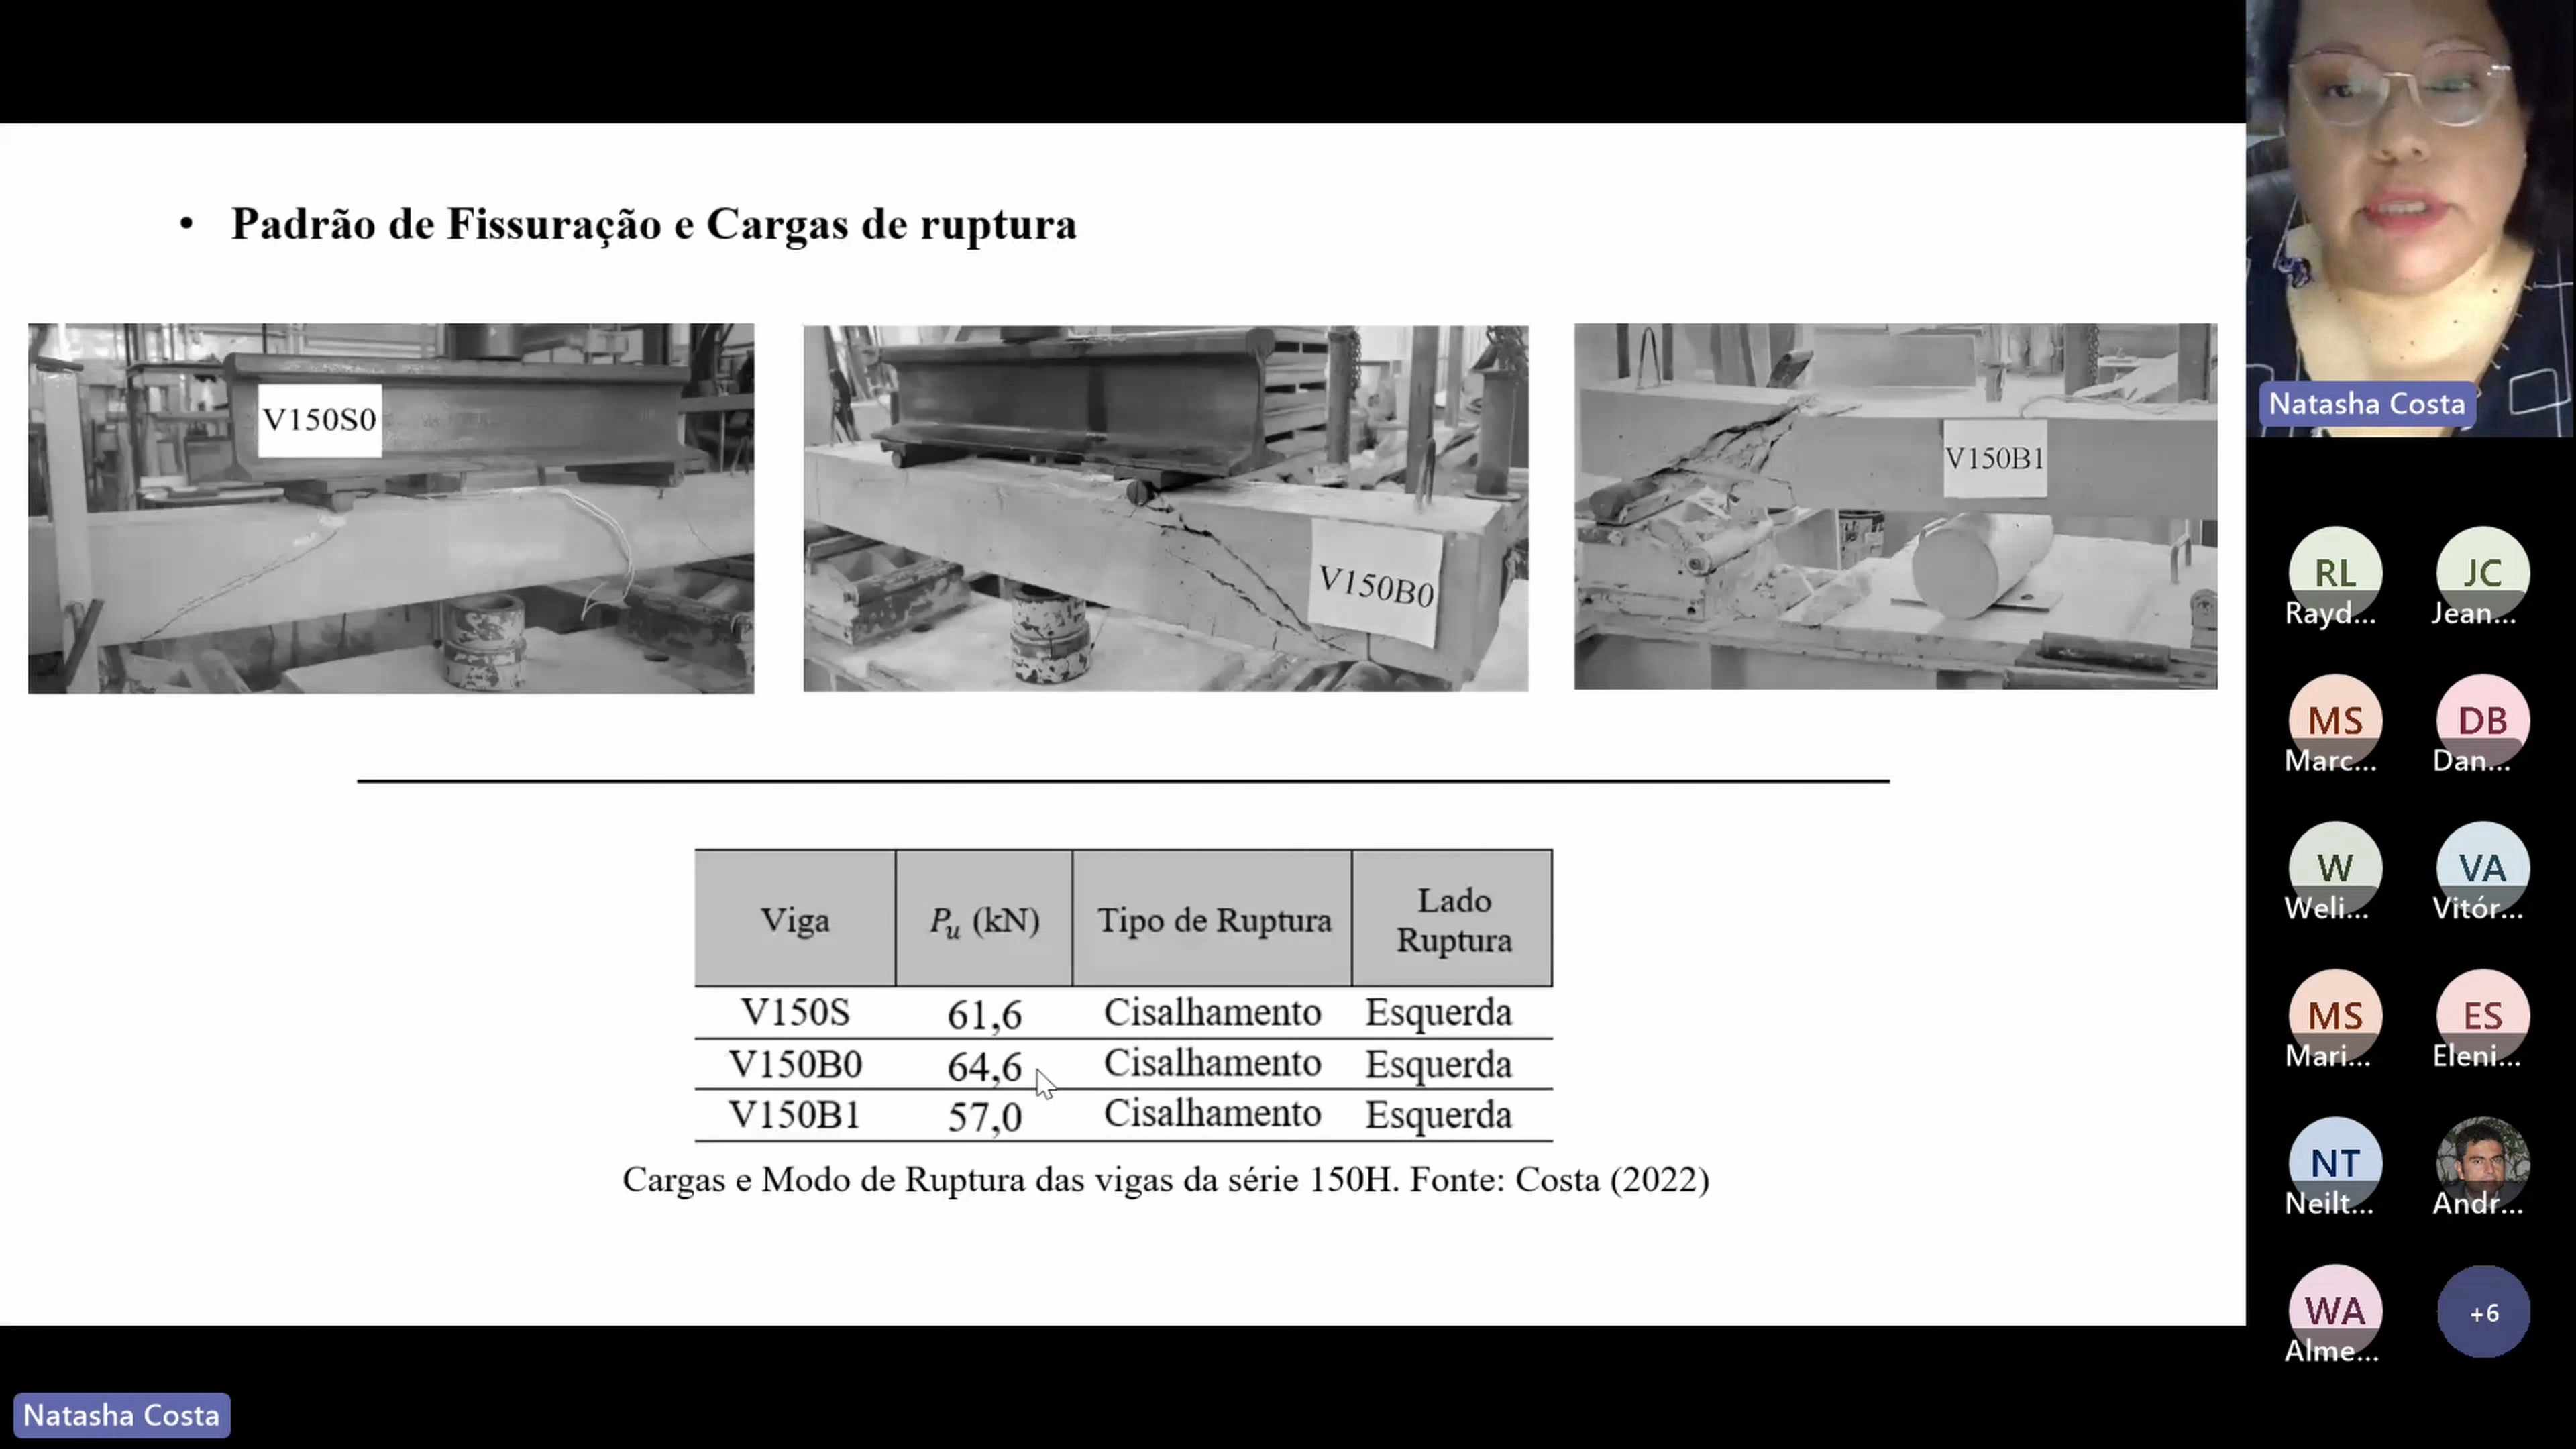 • Padrão de Fissuração e Cargas de ruptura
V150S0
V150B0
V150B1
Viga Pu (kN) Tipo de Ruptura Lado Ruptura
V150S 61,6 Cisalhamento Esquerda
V150B0 64,6 Cisalhamento Esquerda
V150B1 57,0 Cisalhamento Esquerda
Cargas e Modo de Ruptura das vigas da série 150H. Fonte: Costa (2022)
Natasha Costa
Natasha Costa
RL JC
Rayd... Jean...
MS DB
Marc... Dan...
W VA
Weli... Vitór...
MS ES
Mari... Eleni...
NT
Neilt... Andr...
WA +6
Alme...